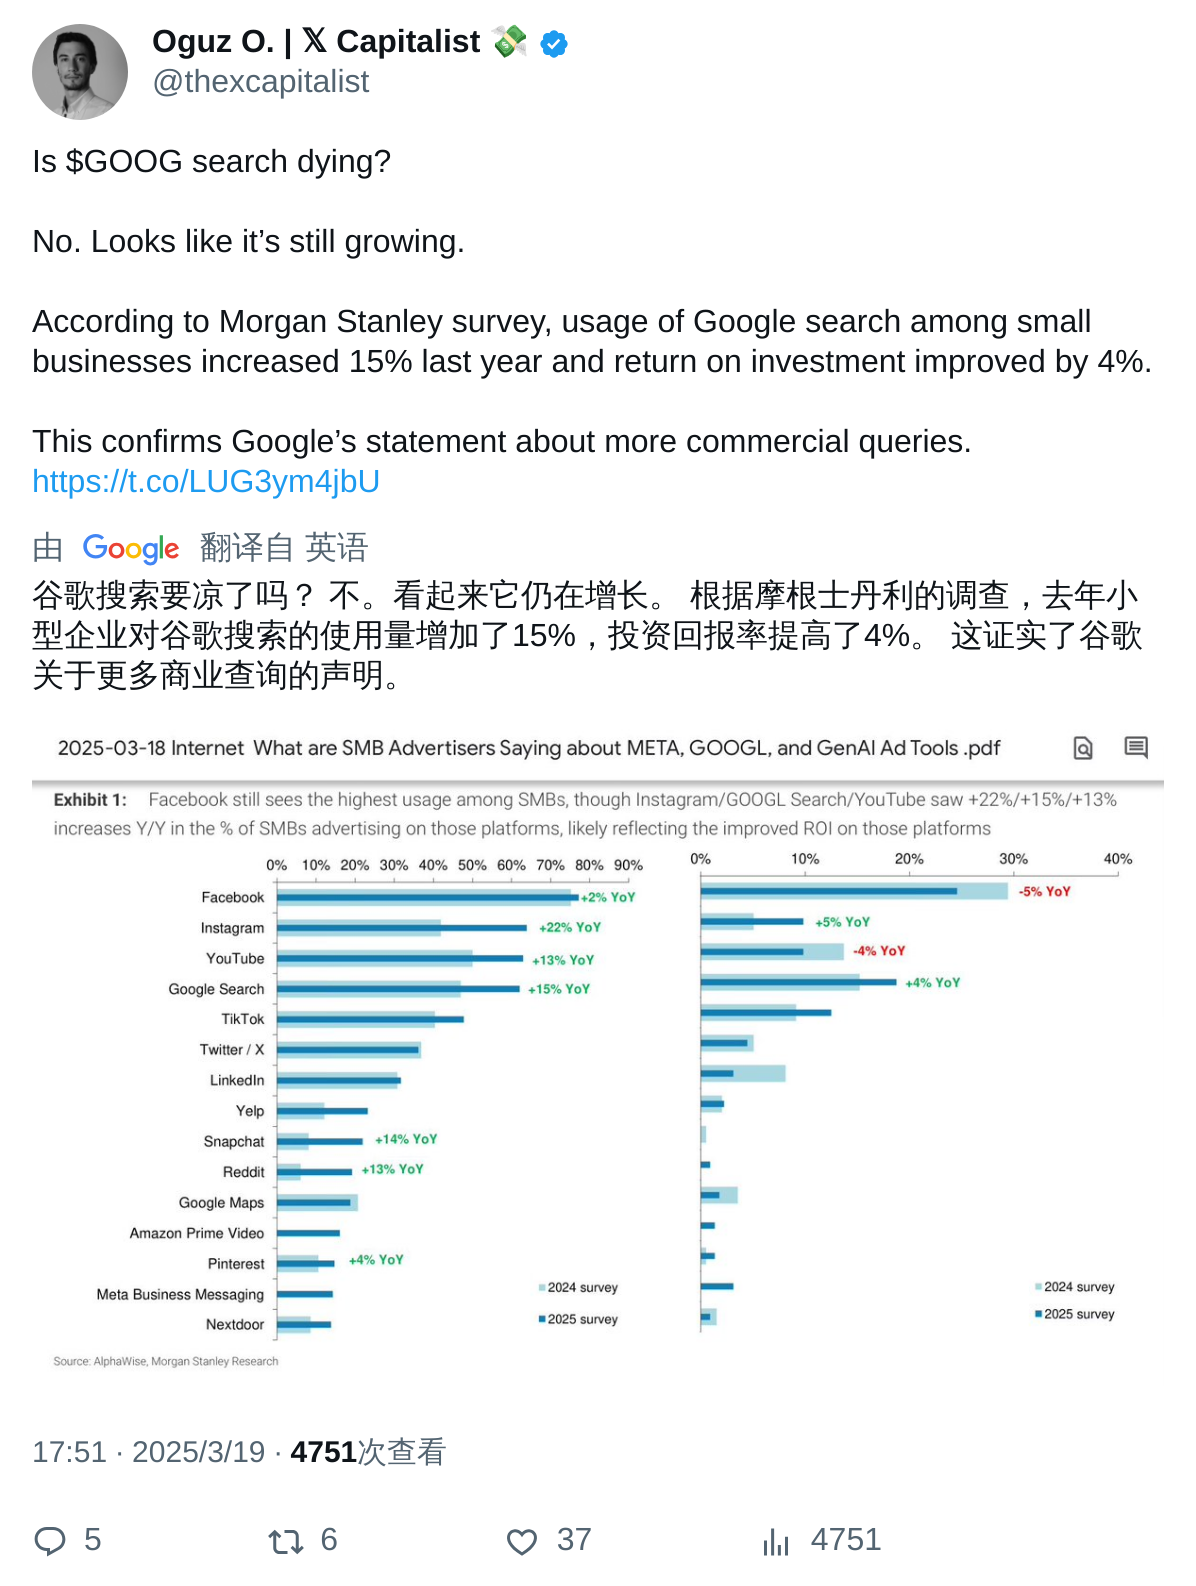 Oguz O. | 𝕏 Capitalist 💸
@thexcapitalist
Is $GOOG search dying?
No. Looks like it’s still growing.
According to Morgan Stanley survey, usage of Google search among small
businesses increased 15% last year and return on investment improved by 4%.
This confirms Google’s statement about more commercial queries.
https://t.co/LUG3ym4jbU
由 Google 翻译自 英语
谷歌搜索要凉了吗？ 不。看起来它仍在增长。 根据摩根士丹利的调查，去年小
型企业对谷歌搜索的使用量增加了15%，投资回报率提高了4%。 这证实了谷歌
关于更多商业查询的声明。
2025-03-18 Internet What are SMB Advertisers Saying about META, GOOGL, and GenAI Ad Tools .pdf
Exhibit 1: Facebook still sees the highest usage among SMBs, though Instagram/GOOGL Search/YouTube saw +22%/+15%/+13%
increases Y/Y in the % of SMBs advertising on those platforms, likely reflecting the improved ROI on those platforms
0% 10% 20% 30% 40% 50% 60% 70% 80% 90%
0% 10% 20% 30% 40%
Facebook +2% YoY -5% YoY
Instagram +22% YoY +5% YoY
YouTube +13% YoY -4% YoY
Google Search +15% YoY +4% YoY
TikTok
Twitter / X
LinkedIn
Yelp
Snapchat +14% YoY
Reddit +13% YoY
Google Maps
Amazon Prime Video
Pinterest +4% YoY
Meta Business Messaging
Nextdoor
2024 survey
2025 survey
2024 survey
2025 survey
Source: AlphaWise, Morgan Stanley Research
17:51 · 2025/3/19 · 4751次查看
5 6 37 4751